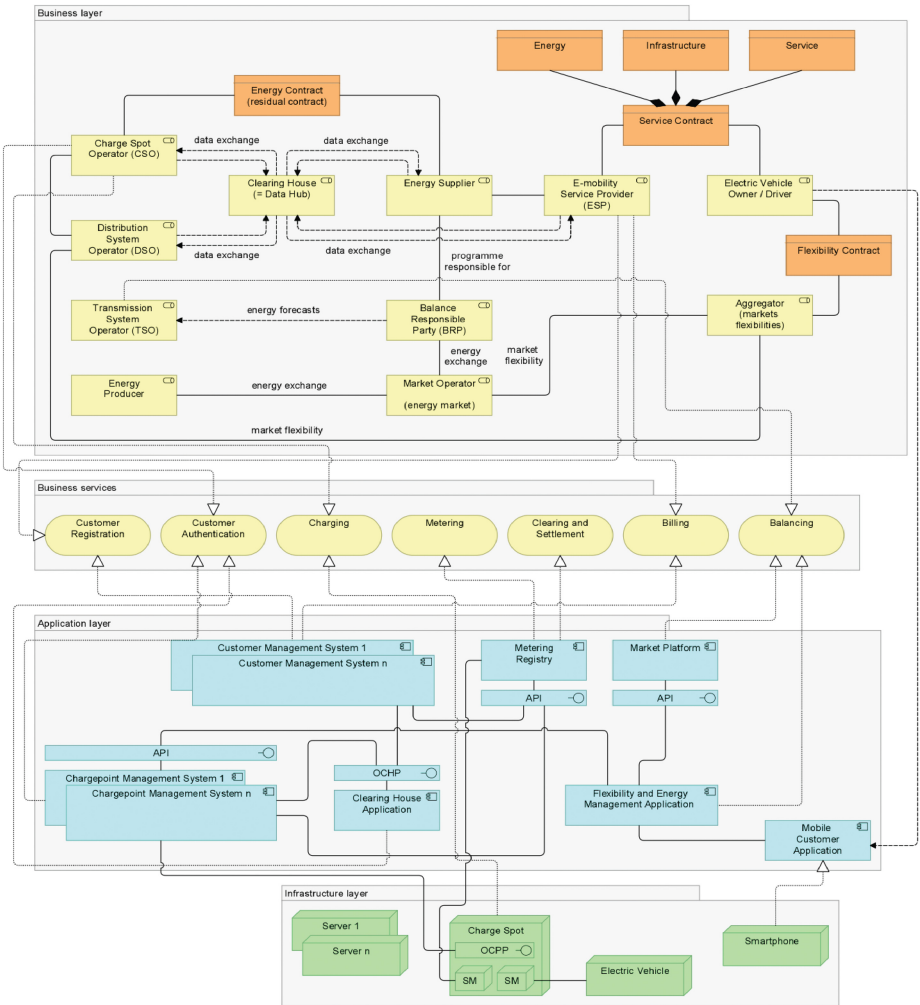 Business layer
Energy
Infrastructure
Service
Energy Contract
(residual contract)
Service Contract
Charge Spot
Operator (CSO)
data exchange
data exchange
Clearing House
(= Data Hub)
Energy Supplier
E-mobility
Service Provider
(ESP)
Electric Vehicle
Owner / Driver
Distribution
System
Operator (DSO)
data exchange
data exchange
programme
responsible for
Flexibility Contract
Transmission
System
Operator (TSO)
energy forecasts
Balance
Responsible
Party (BRP)
Aggregator
(markets
flexibilities)
energy
exchange
market
flexibility
Energy
Producer
energy exchange
Market Operator
(energy market)
market flexibility
Business services
Customer
Registration
Customer
Authentication
Charging
Metering
Clearing and
Settlement
Billing
Balancing
Application layer
Customer Management System 1
Customer Management System n
Metering
Registry
Market Platform
API
API
API
OCHP
Chargepoint Management System 1
Chargepoint Management System n
Clearing House
Application
Flexibility and Energy
Management Application
Mobile
Customer
Application
Infrastructure layer
Server 1
Server n
Charge Spot
OCPP
SM
SM
Electric Vehicle
Smartphone